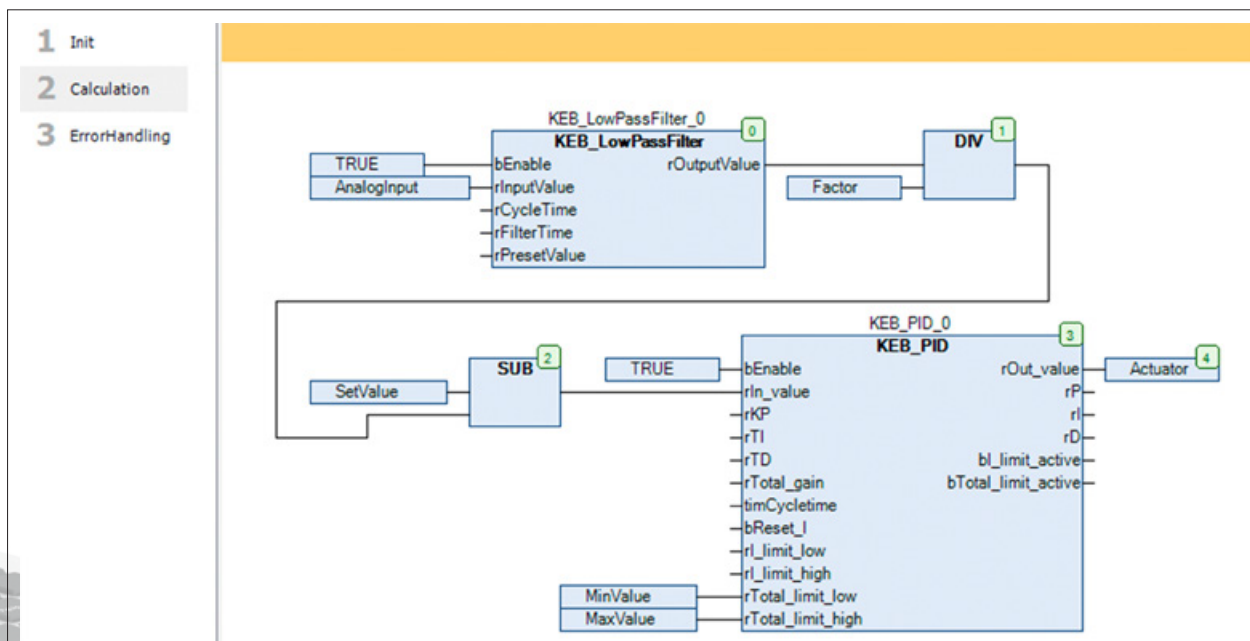 1 Init
2 Calculation
3 ErrorHandling
KEB_LowPassFilter_0
0
KEB_LowPassFilter
TRUE
bEnable
rOutputValue
AnalogInput
rInputValue
rCycleTime
rFilterTime
rPresetValue
1
DIV
Factor
2
SUB
SetValue
KEB_PID_0
3
KEB_PID
TRUE
bEnable
rOut_value
4
Actuator
rIn_value
rP
rKP
rI
rTI
rD
rTD
bI_limit_active
rTotal_gain
bTotal_limit_active
timCycletime
bReset_I
rI_limit_low
rI_limit_high
MinValue
rTotal_limit_low
MaxValue
rTotal_limit_high